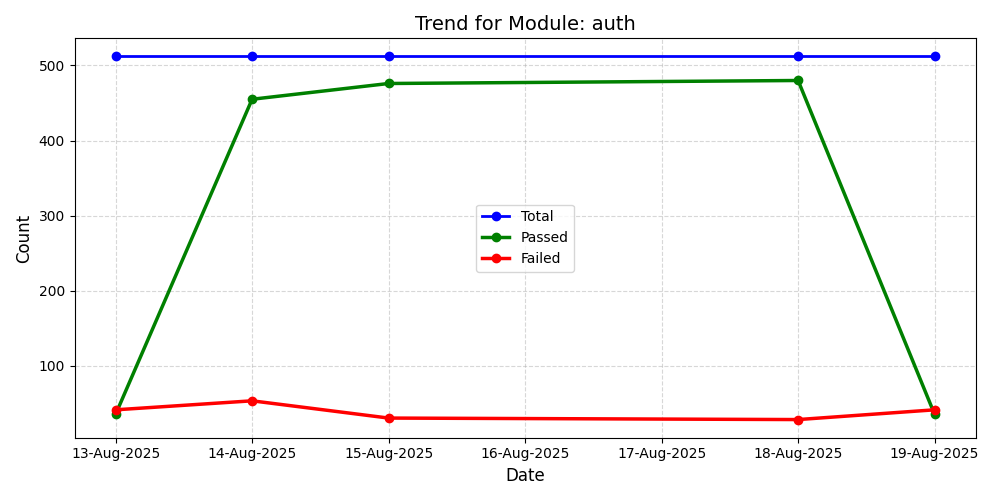 Trend for Module: auth
500
400
300
200
100
Count
Total
Passed
Failed
13-Aug-2025 14-Aug-2025 15-Aug-2025 16-Aug-2025 17-Aug-2025 18-Aug-2025 19-Aug-2025
Date